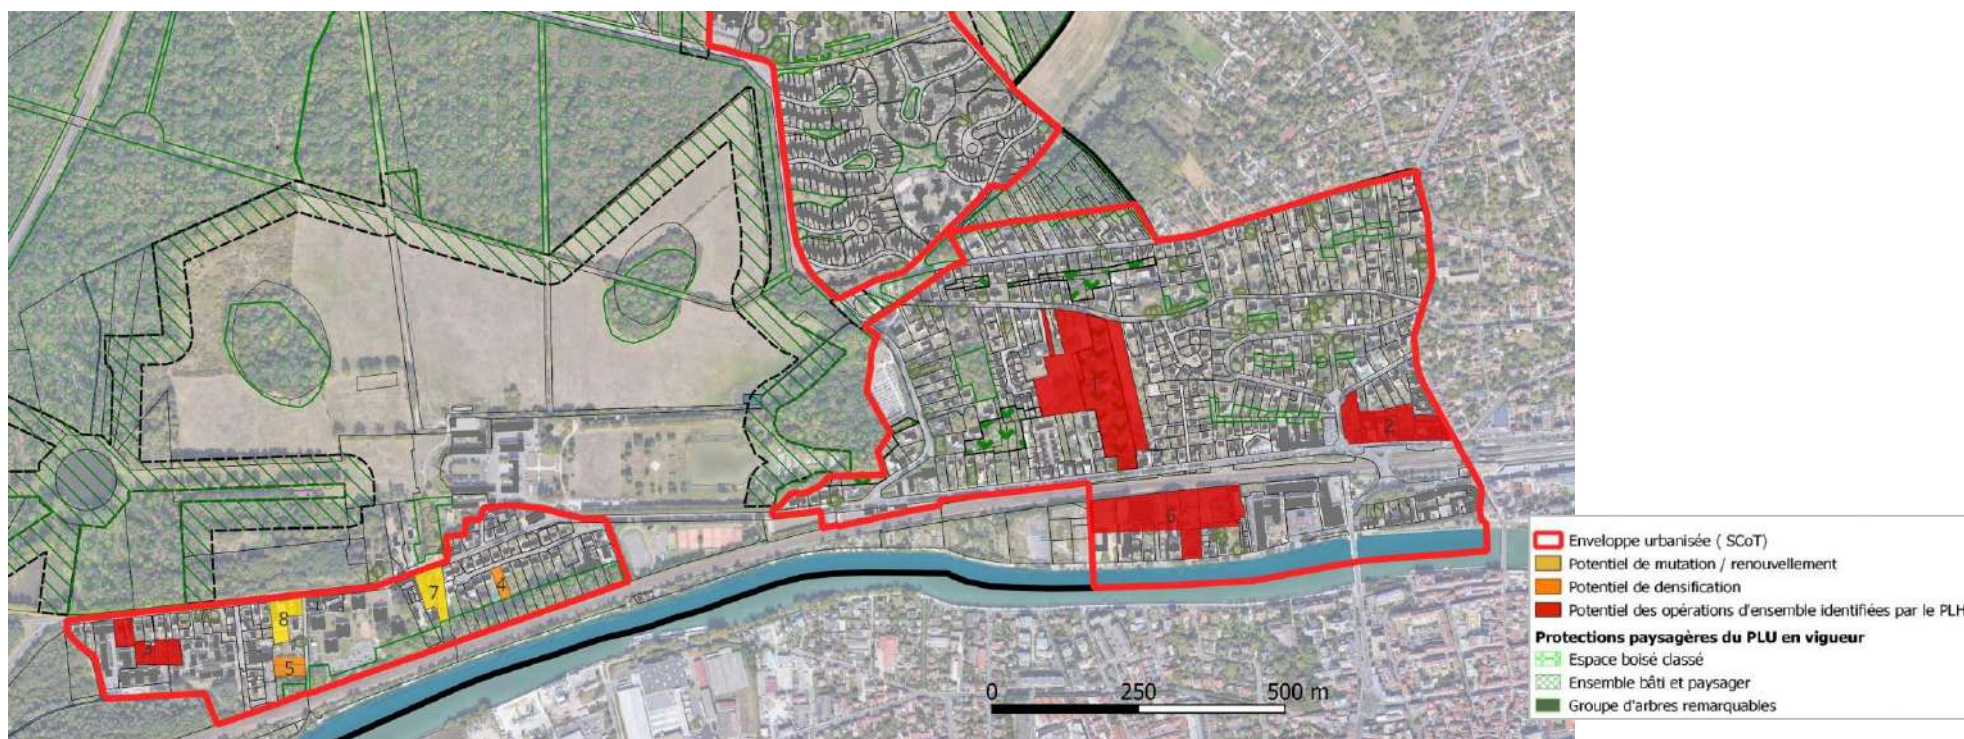 1
2
6
7
4
8
3
5
0 250 500 m
Enveloppe urbanisée ( SCoT)
Potentiel de mutation / renouvellement
Potentiel de densification
Potentiel des opérations d'ensemble identifiées par le PLH
Protections paysagères du PLU en vigueur
Espace boisé classé
Ensemble bâti et paysager
Groupe d'arbres remarquables